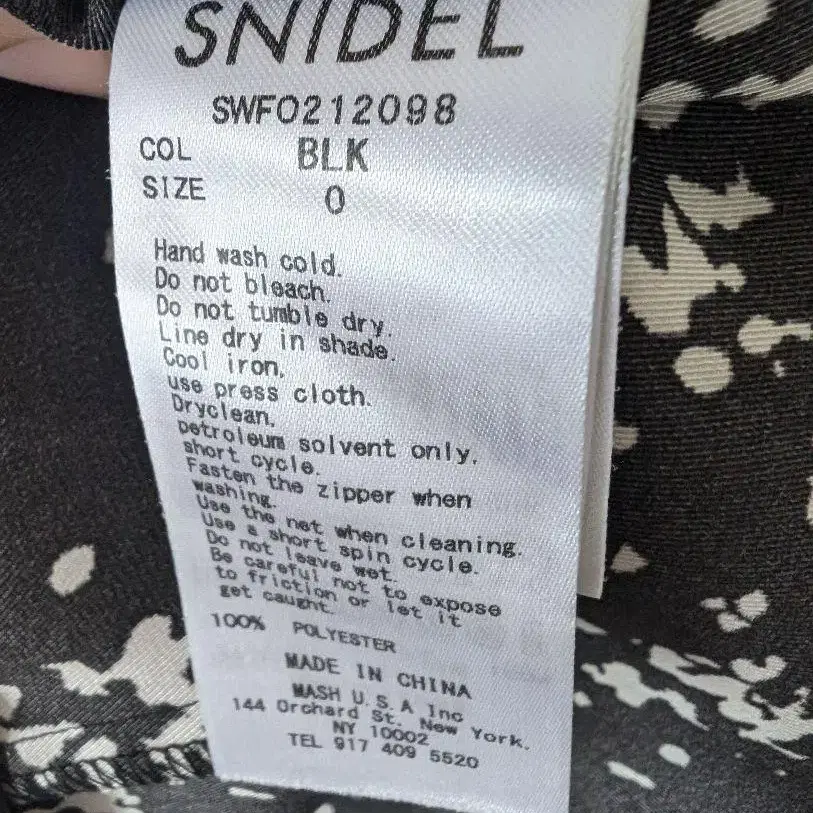 SNIDEL
SWF0212098
COL BLK
SIZE 0
Hand wash cold.
Do not bleach.
Do not tumble dry.
Line dry in shade.
Cool iron.
use press cloth.
Dryclean.
petroleum solvent only.
short cycle.
Fasten the zipper when
washing.
Use the net when cleaning.
Use a short spin cycle.
Do not leave wet.
Be careful not to expose
to friction or let it
get caught.
100% POLYESTER
MADE IN CHINA
MASH U.S.A Inc
144 Orchard St. New York.
NY 10002
TEL 917 409 5520